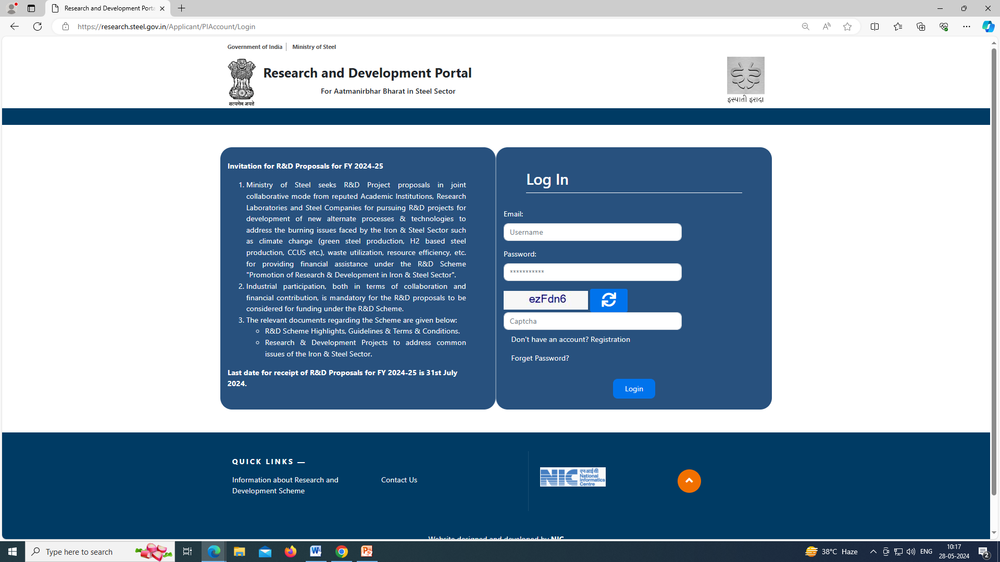 Research and Development Porta
https://research.steel.gov.in/Applicant/PIAccount/Login
Government of India | Ministry of Steel
Research and Development Portal
For Aatmanirbhar Bharat in Steel Sector
सत्यमेव जयते
इस्पाती इरादा
Invitation for R&D Proposals for FY 2024-25
1. Ministry of Steel seeks R&D Project proposals in joint
collaborative mode from reputed Academic Institutions, Research
Laboratories and Steel Companies for pursuing R&D projects for
development of new alternate processes & technologies to
address the burning issues faced by the Iron & Steel Sector such
as climate change (green steel production, H2 based steel
production, CCUS etc.), waste utilization, resource efficiency, etc.
for providing financial assistance under the R&D Scheme
"Promotion of Research & Development in Iron & Steel Sector".
2. Industrial participation, both in terms of collaboration and
financial contribution, is mandatory for the R&D proposals to be
considered for funding under the R&D Scheme.
3. The relevant documents regarding the Scheme are given below:
R&D Scheme Highlights, Guidelines & Terms & Conditions.
Research & Development Projects to address common
issues of the Iron & Steel Sector.
Last date for receipt of R&D Proposals for FY 2024-25 is 31st July
2024.
Log In
Email:
Username
Password:
***********
ezFdn6
Captcha
Don't have an account? Registration
Forget Password?
Login
QUICK LINKS —
Information about Research and
Development Scheme
Contact Us
NIC एनआईसी
National
Informatics
Centre
Website designed and developed by NIC
Type here to search
38°C Haze
ENG
10:17
28-05-2024
2